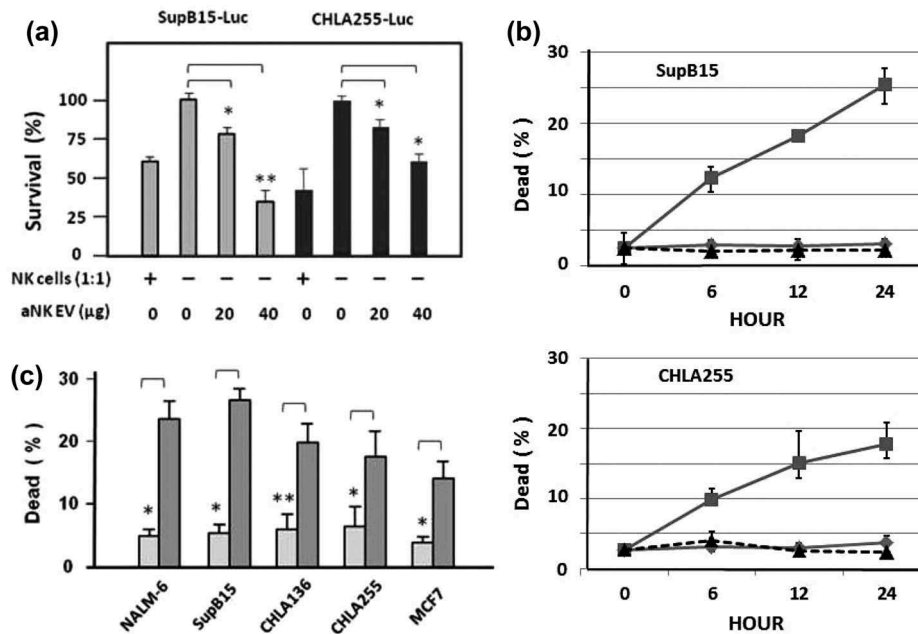 (a)
SupB15-Luc CHLA255-Luc
Survival (%)
100
75
50
25
0
* ** * *
NK cells (1:1) + − − − + − − −
aNK EV (μg) 0 0 20 40 0 0 20 40
(b)
SupB15
Dead ( % )
30
20
10
0
0 6 12 24
HOUR
CHLA255
Dead ( % )
30
20
10
0
0 6 12 24
HOUR
(c)
Dead ( % )
30
20
10
0
* * ** * *
NALM-6 SupB15 CHLA136 CHLA255 MCF7